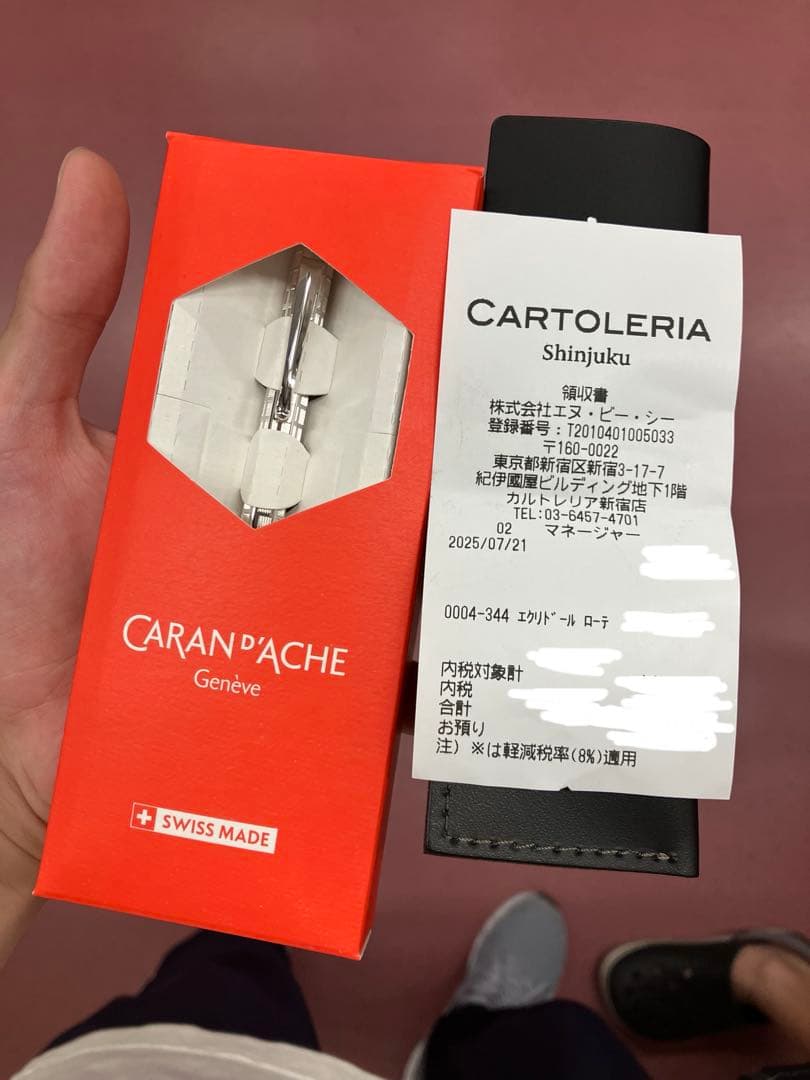 CARAN D'ACHE
Genève
SWISS MADE
CARTOLERIA
Shinjuku
領収書
株式会社エヌ・ビー・シー
登録番号:T2010401005033
〒160-0022
東京都新宿区新宿3-17-7
紀伊國屋ビルディング地下1階
カルトレリア新宿店
TEL:03-6457-4701
02 マネージャー
2025/07/21
0004-344 ｴｸﾘﾄﾞｰﾙ ﾛｰﾃ
内税対象計
内税
合計
お預り
注）※は軽減税率(8%)適用